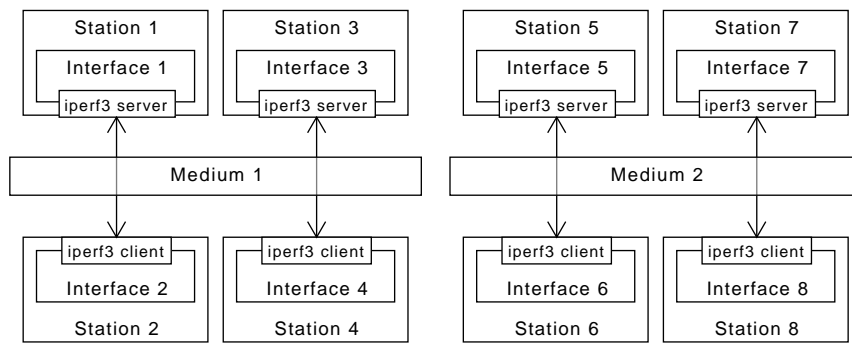 Station 1
Interface 1
iperf3 server
Station 3
Interface 3
iperf3 server
Station 5
Interface 5
iperf3 server
Station 7
Interface 7
iperf3 server
Medium 1
Medium 2
iperf3 client
Interface 2
Station 2
iperf3 client
Interface 4
Station 4
iperf3 client
Interface 6
Station 6
iperf3 client
Interface 8
Station 8